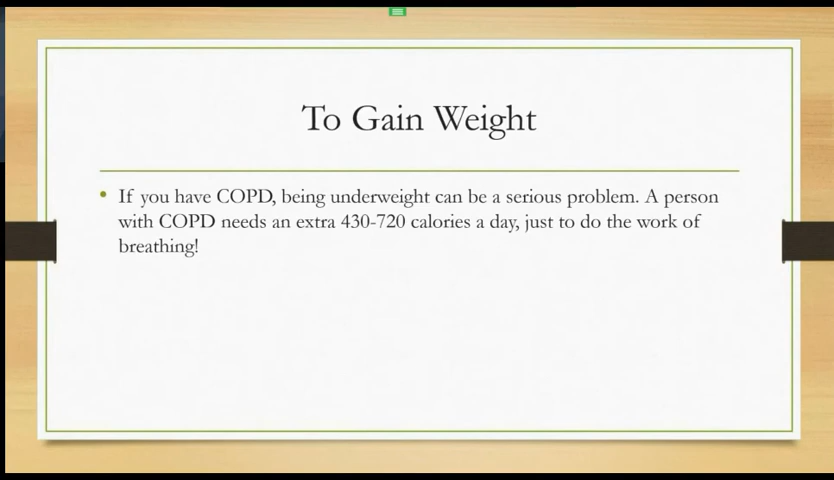 To Gain Weight
• If you have COPD, being underweight can be a serious problem. A person
with COPD needs an extra 430-720 calories a day, just to do the work of
breathing!